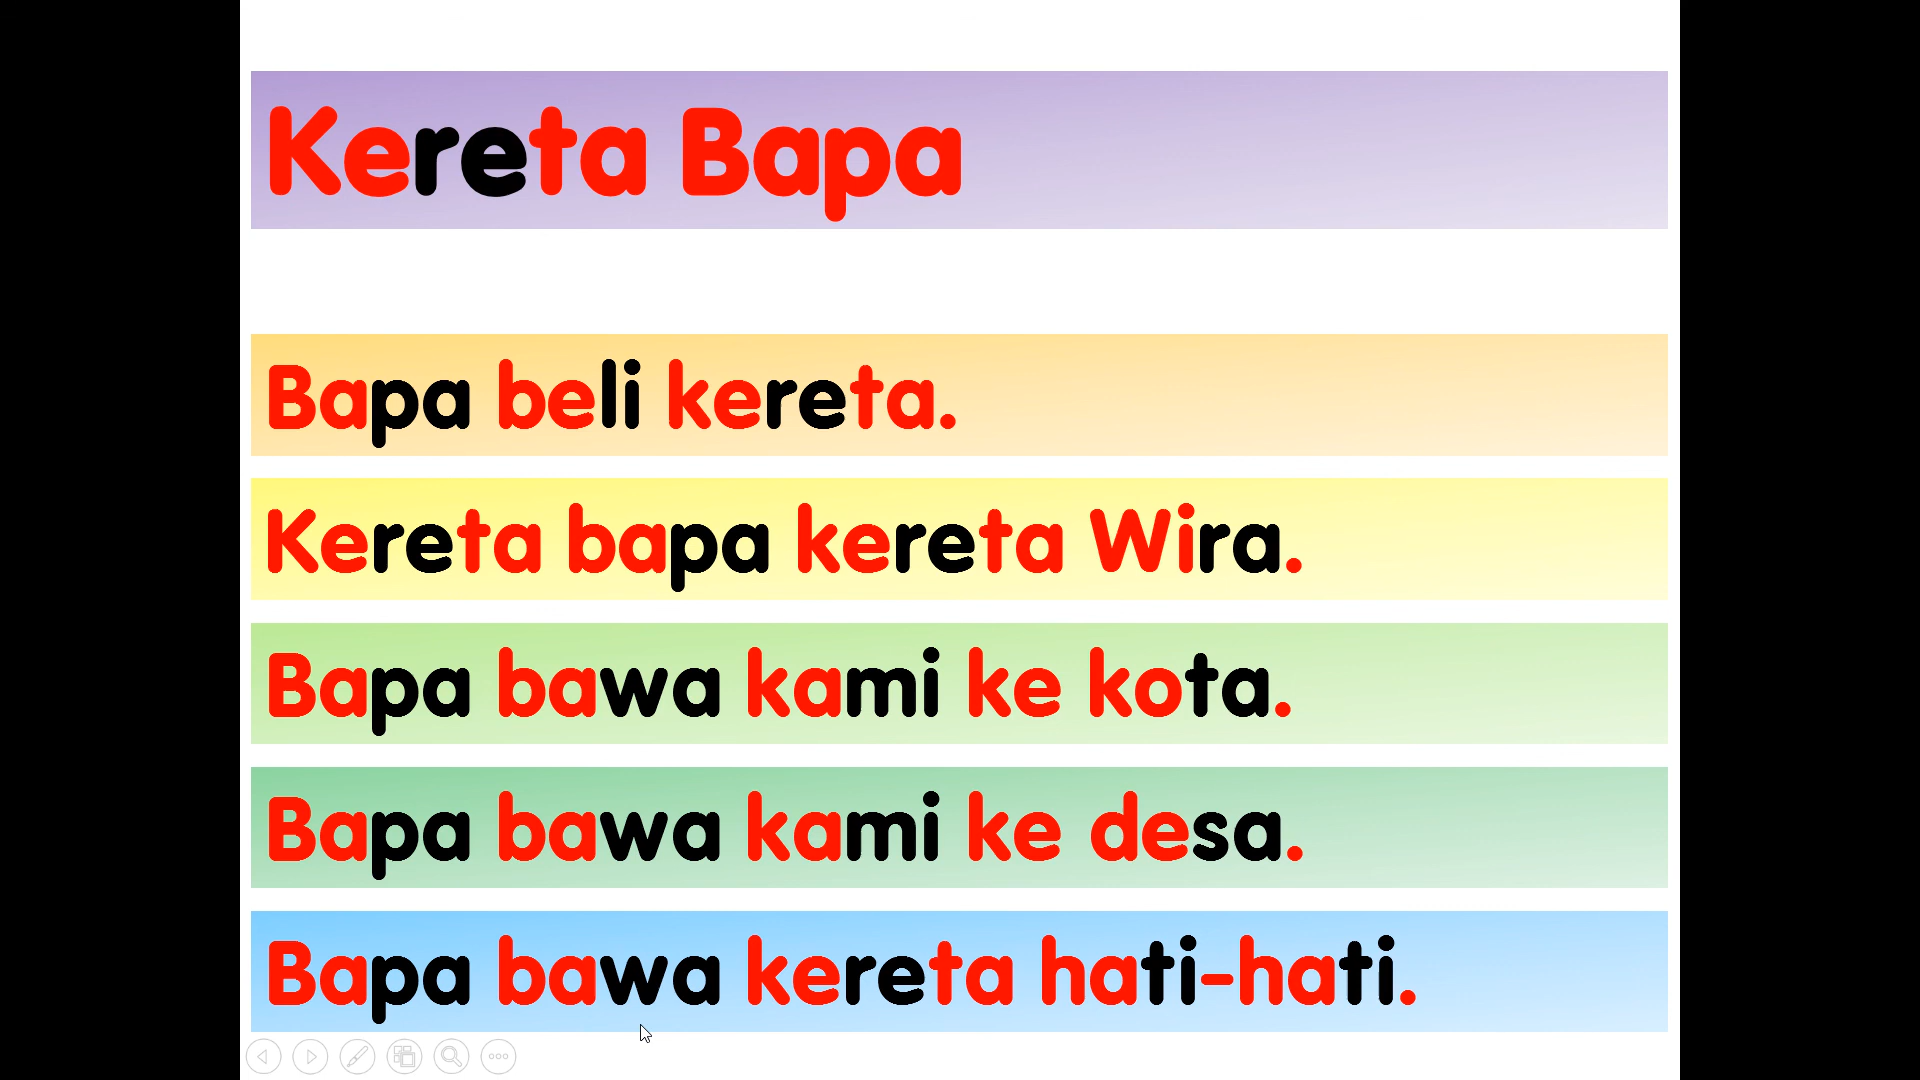 Kereta Bapa
Bapa beli kereta.
Kereta bapa kereta Wira.
Bapa bawa kami ke kota.
Bapa bawa kami ke desa.
Bapa bawa kereta hati-hati.